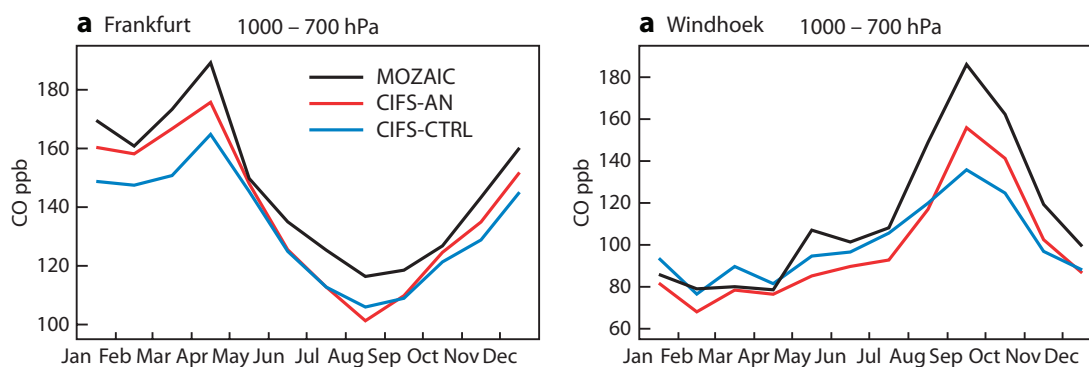 a Frankfurt 1000 – 700 hPa
CO ppb
180
160
140
120
100
MOZAIC
CIFS-AN
CIFS-CTRL
Jan Feb Mar Apr May Jun Jul Aug Sep Oct Nov Dec
a Windhoek 1000 – 700 hPa
CO ppb
180
160
140
120
100
80
60
Jan Feb Mar Apr May Jun Jul Aug Sep Oct Nov Dec